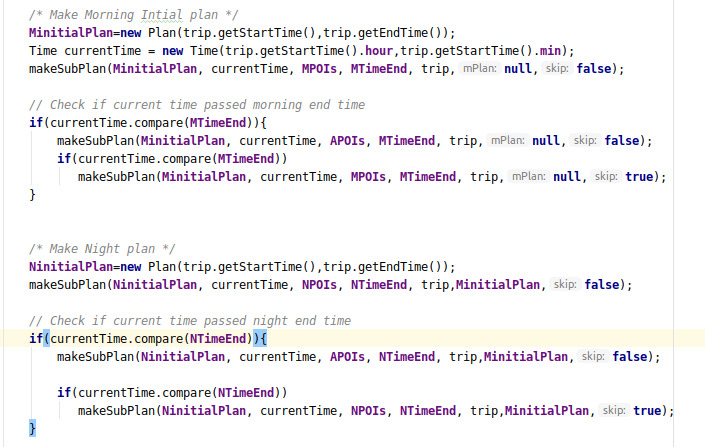 /* Make Morning Intial plan */
MinitialPlan=new Plan(trip.getStartTime(),trip.getEndTime());
Time currentTime = new Time(trip.getStartTime().hour,trip.getStartTime().min);
makeSubPlan(MinitialPlan, currentTime, MPOIs, MTimeEnd, trip, mPlan: null, skip: false);
// Check if current time passed morning end time
if(currentTime.compare(MTimeEnd)){
makeSubPlan(MinitialPlan, currentTime, APOIs, MTimeEnd, trip, mPlan: null, skip: false);
if(currentTime.compare(MTimeEnd))
makeSubPlan(MinitialPlan, currentTime, MPOIs, MTimeEnd, trip, mPlan: null, skip: true);
}
/* Make Night plan */
NinitialPlan=new Plan(trip.getStartTime(),trip.getEndTime());
makeSubPlan(NinitialPlan, currentTime, NPOIs, NTimeEnd, trip,MinitialPlan, skip: false);
// Check if current time passed night end time
if(currentTime.compare(NTimeEnd)){
makeSubPlan(NinitialPlan, currentTime, APOIs, NTimeEnd, trip,MinitialPlan, skip: false);
if(currentTime.compare(NTimeEnd))
makeSubPlan(NinitialPlan, currentTime, NPOIs, NTimeEnd, trip,MinitialPlan, skip: true);
}